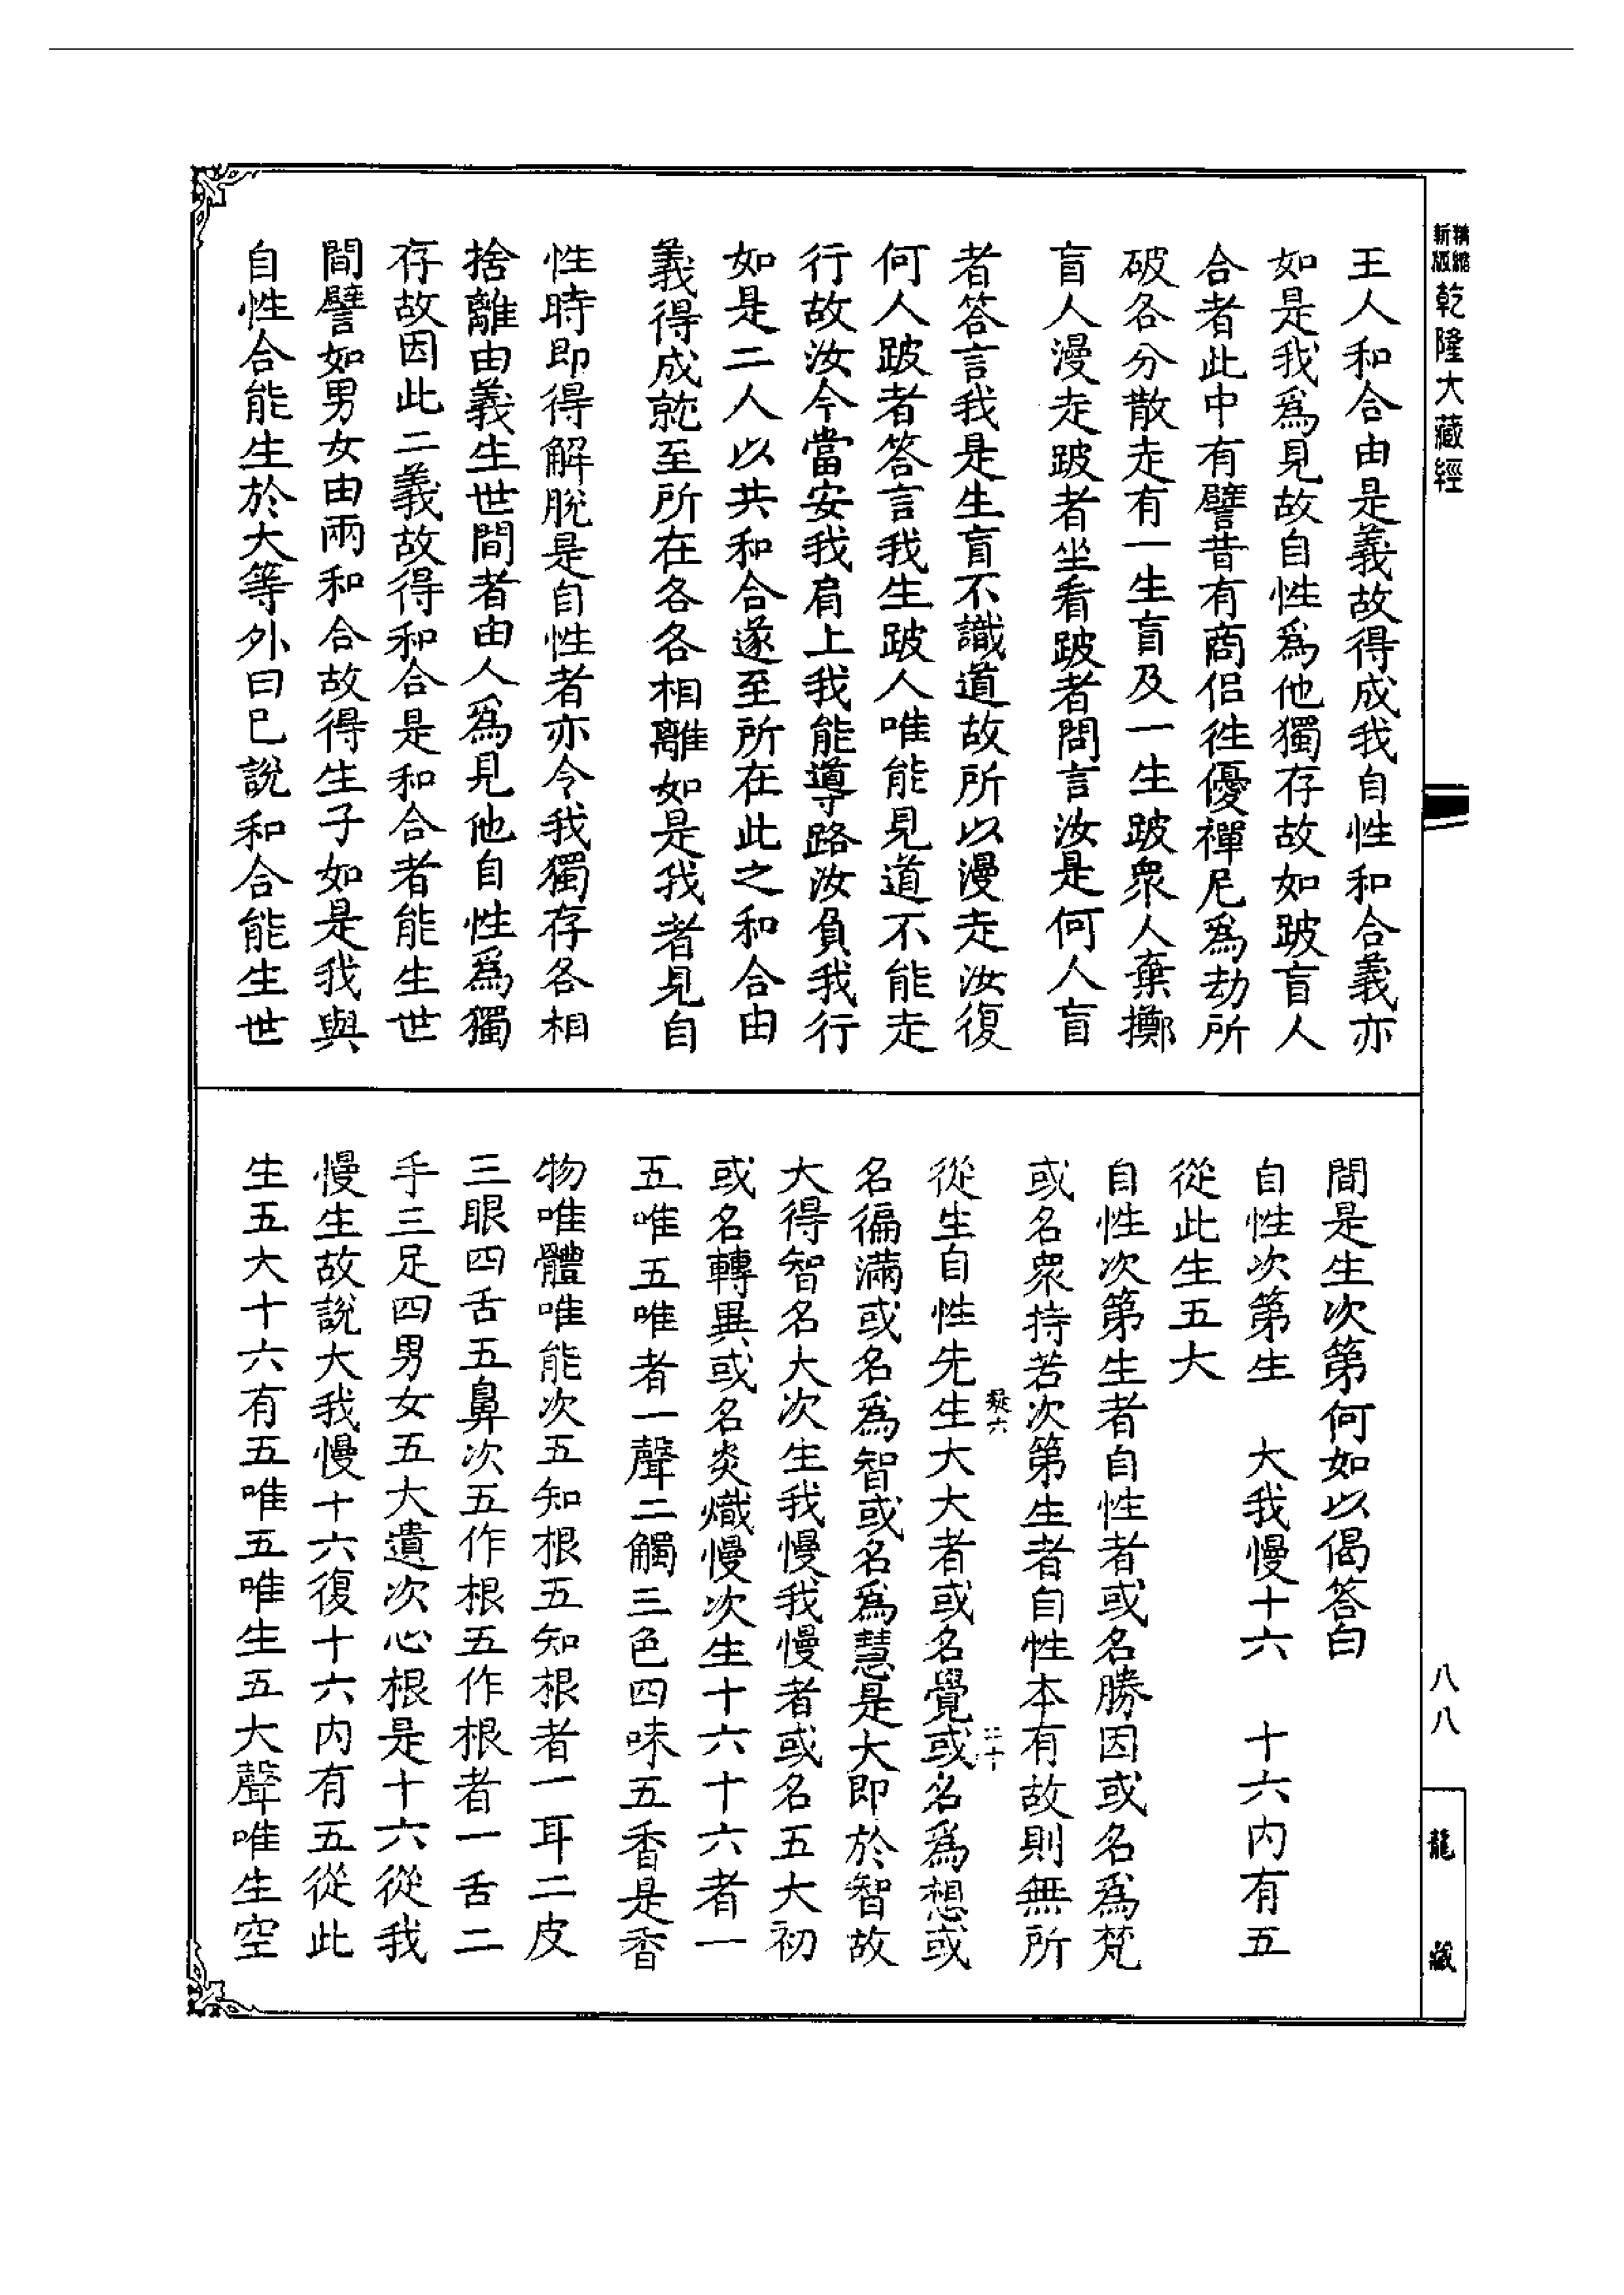 精縮
新版
乾隆大藏經
王人和合由是義故得成我自性和合義亦
如是我爲見故自性爲他獨存故如跛盲人
合者此中有譬昔有商侶徃優禪尼爲劫所
破各分散走有一生盲及一生跛衆人棄擲
盲人漫走跛者坐看跛者問言汝是何人盲
者答言我是生盲不識道故所以漫走汝復
何人跛者答言我生跛人唯能見道不能走
行故汝今當安我肩上我能導路汝負我行
如是二人以共和合遂至所在此之和合由
義得成就至所在各各相離如是我者見自
性時即得解脫是自性者亦令我獨存各相
捨離由義生世間者由人爲見他自性爲獨
存故因此二義故得和合是和合者能生世
間譬如男女由兩和合故得生子如是我與
自性合能生於大等外曰已說和合能生世
間是生次第何如以偈答曰
自性次第生 大我慢十六 十六内有五
從此生五大
自性次第生者自性者或名勝因或名爲梵
或名衆持若次第生者自性本有故則無所
從生自性先生大大者或名覺或名爲想或
名徧滿或名爲智或名爲慧是大即於智故
大得智名大次生我慢我慢者或名五大初
或名轉異或名炎熾慢次生十六十六者一
五唯五唯者一聲二觸三色四味五香是香
物唯體唯能次五知根五知根者一耳二皮
三眼四舌五鼻次五作根五作根者一舌二
手三足四男女五大遺次心根是十六從我
慢生故說大我慢十六復十六内有五從此
生五大十六有五唯五唯生五大聲唯生空
八八
龍藏